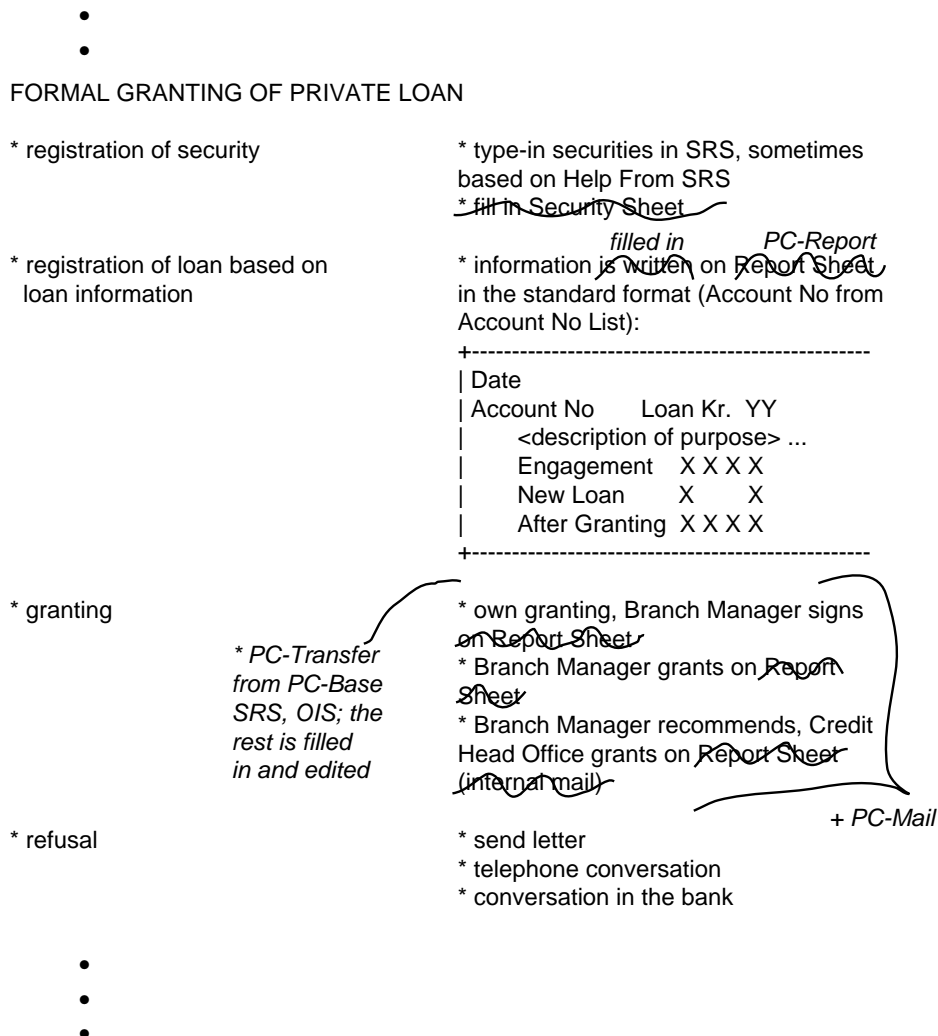 •
•
FORMAL GRANTING OF PRIVATE LOAN
* registration of security
* type-in securities in SRS, sometimes
based on Help From SRS
* fill in Security Sheet
filled in PC-Report
* registration of loan based on
loan information
* information is written on Report Sheet
in the standard format (Account No from
Account No List):
+--------------------------------------------------
| Date
| Account No Loan Kr. YY
| <description of purpose> ...
| Engagement X X X X
| New Loan X X
| After Granting X X X X
+--------------------------------------------------
* granting
* own granting, Branch Manager signs
on Report Sheet
* Branch Manager grants on Report
Sheet
* Branch Manager recommends, Credit
Head Office grants on Report Sheet
(internal mail)
* PC-Transfer
from PC-Base
SRS, OIS; the
rest is filled
in and edited
+ PC-Mail
* refusal
* send letter
* telephone conversation
* conversation in the bank
•
•
•